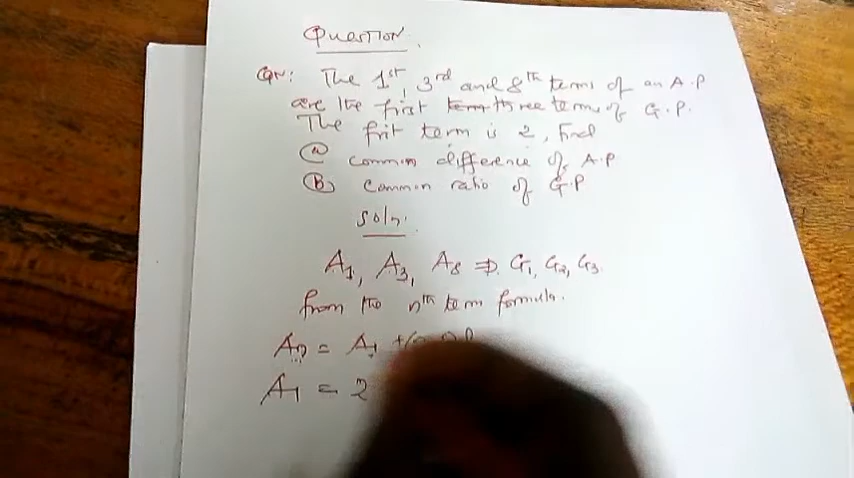 Question.
QN: The 1st, 3rd and 8th terms of an A.P
are the first three terms of G.P.
The frit term is 2, find
(a) common difference of A.P
(b) Common ratio of G.P
Soln.
A1, A3, A8 ⇒ G1, G2, G3.
from the nth term formula.
An = A1 +(
A1 = 2